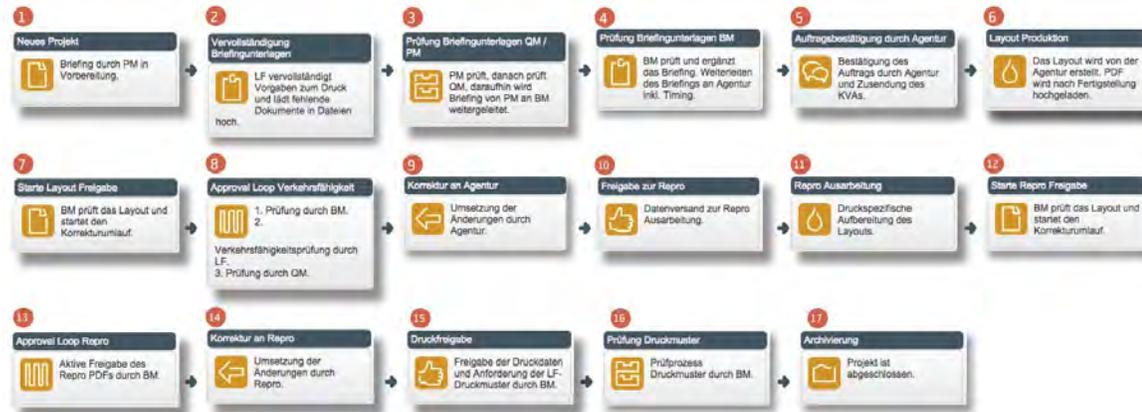 1
Neues Projekt
Briefing durch PM in
Vorbereitung.
2
Vervollständigung
Briefingunterlagen
LF vervollständigt
Vorgaben zum Druck
und lädt fehlende
Dokumente in Dateien
hoch.
3
Prüfung Briefingunterlagen QM /
PM
PM prüft, danach prüft
QM, daraufhin wird
Briefing von PM an BM
weitergeleitet.
4
Prüfung Briefingunterlagen BM
BM prüft und ergänzt
das Briefing. Weiterleiten
des Briefings an Agentur
inkl. Timing.
5
Auftragsbestätigung durch Agentur
Bestätigung des
Auftrags durch Agentur
und Zusendung des
KVAs.
6
Layout Produktion
Das Layout wird von der
Agentur erstellt. PDF
wird nach Fertigstellung
hochgeladen.
7
Starte Layout Freigabe
BM prüft das Layout und
startet den
Korrekturumlauf.
8
Approval Loop Verkehrsfähigkeit
1. Prüfung durch BM.
2.
Verkehrsfähigkeitsprüfung durch
LF.
3. Prüfung durch QM.
9
Korrektur an Agentur
Umsetzung der
Änderungen durch
Agentur.
10
Freigabe zur Repro
Datenversand zur Repro
Ausarbeitung.
11
Repro Ausarbeitung
Druckspezifische
Aufbereitung des
Layouts.
12
Starte Repro Freigabe
BM prüft das Layout und
startet den
Korrekturumlauf.
13
Approval Loop Repro
Aktive Freigabe des
Repro PDFs durch BM.
14
Korrektur an Repro
Umsetzung der
Änderungen durch
Repro.
15
Druckfreigabe
Freigabe der Druckdaten
und Anforderung der LF-
Druckmuster durch BM.
16
Prüfung Druckmuster
Prüfprozess
Druckmuster durch BM.
17
Archivierung
Projekt ist
abgeschlossen.